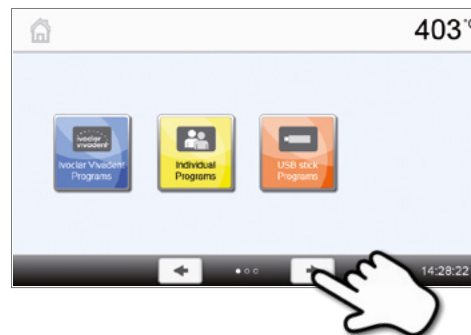 403 °C
ivoclar
vivadent
Ivoclar Vivadent
Programs
Individual
Programs
USB stick
Programs
14:28:22